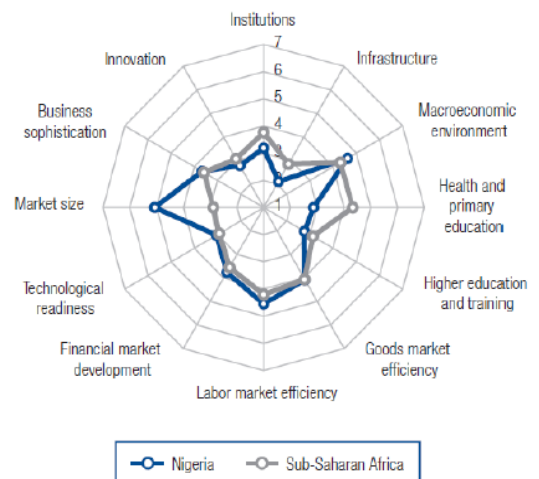 Institutions
7
6
5
4
3
2
1
Infrastructure
Macroeconomic
environment
Health and
primary
education
Higher education
and training
Goods market
efficiency
Labor market efficiency
Financial market
development
Technological
readiness
Market size
Business
sophistication
Innovation
Nigeria
Sub-Saharan Africa